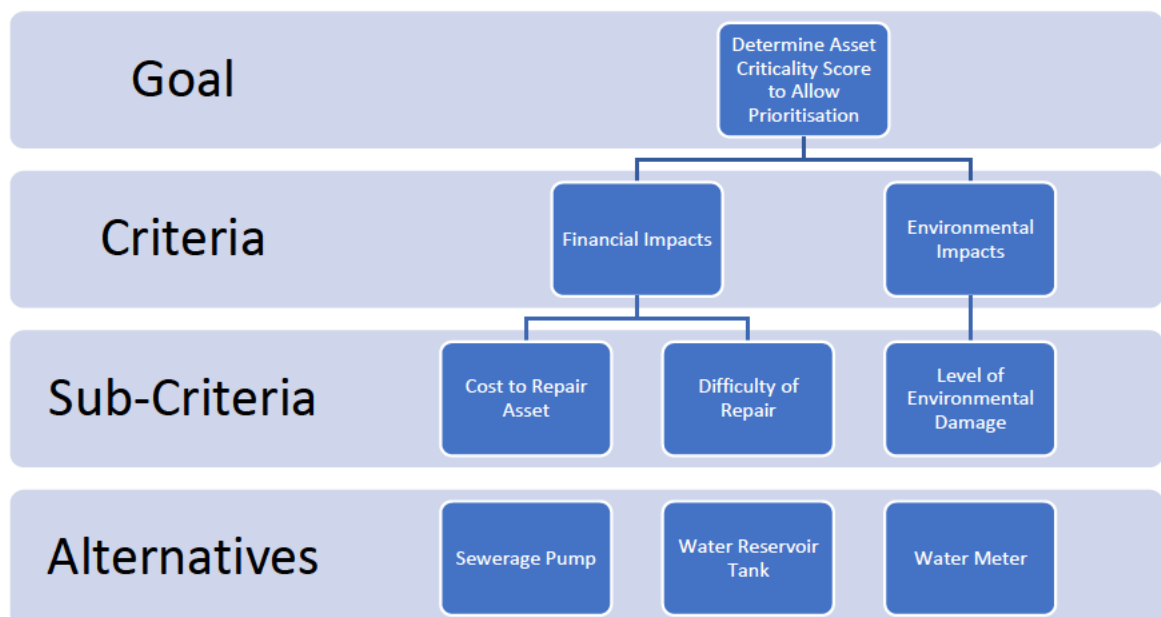 Goal
Determine Asset
Criticality Score
to Allow
Prioritisation
Criteria
Financial Impacts
Environmental
Impacts
Sub-Criteria
Cost to Repair
Asset
Difficulty of
Repair
Level of
Environmental
Damage
Alternatives
Sewerage Pump
Water Reservoir
Tank
Water Meter